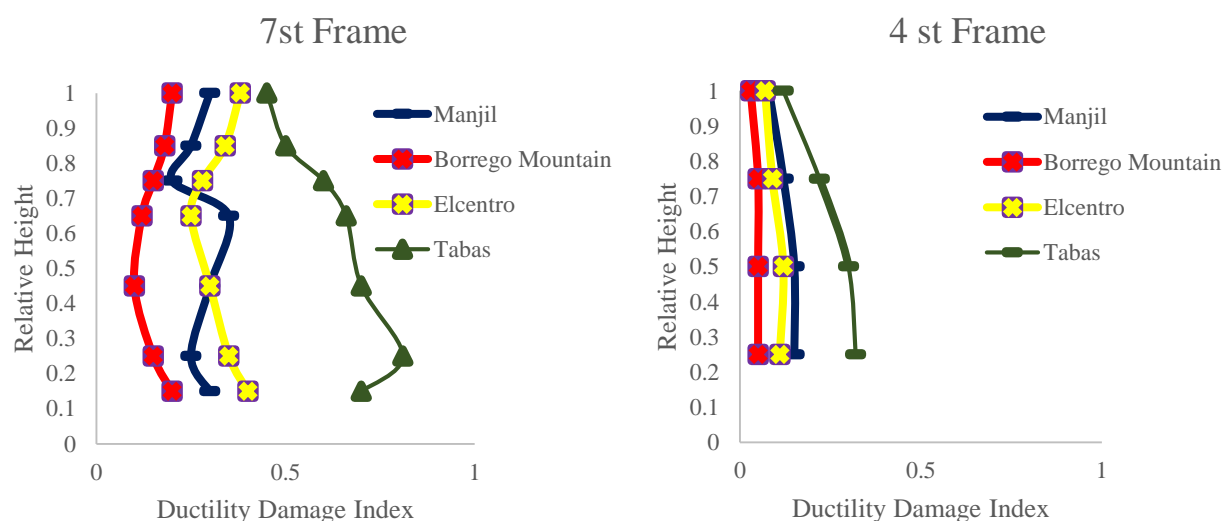 7st Frame
1
0.9
0.8
0.7
0.6
0.5
0.4
0.3
0.2
0.1
0
Relative Height
0
0.5
1
Ductility Damage Index
Manjil
Borrego Mountain
Elcentro
Tabas
4 st Frame
1
0.9
0.8
0.7
0.6
0.5
0.4
0.3
0.2
0.1
0
Relative Height
0
0.5
1
Ductility Damage Index
Manjil
Borrego Mountain
Elcentro
Tabas